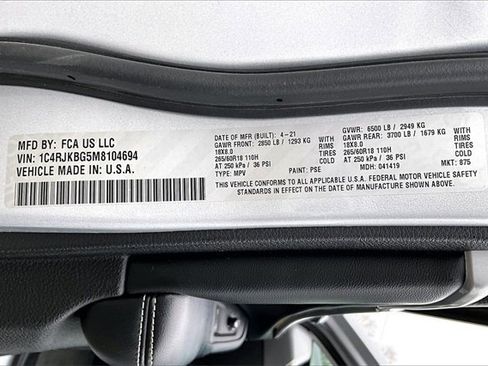 MFD BY: FCA US LLC
VIN: 1C4RJKBG5M8104694
VEHICLE MADE IN: U.S.A.
DATE OF MFR (BUILT): 4-21 GVWR: 6500 LB / 2949 KG
GAWR FRONT: 2850 LB / 1293 KG WITH GAWR REAR: 3700 LB / 1679 KG WITH
18X8.0 RIMS 18X8.0 RIMS
265/60R18 110H TIRES 265/60R18 110H TIRES
AT 250 kPa / 36 PSI COLD AT 250 kPa / 36 PSI COLD
TYPE: MPV PAINT: PSE MDH: 041419 MKT: 875
THIS VEHICLE CONFORMS TO ALL APPLICABLE U.S.A. FEDERAL MOTOR VEHICLE SAFETY
STANDARDS IN EFFECT ON THE DATE OF MANUFACTURE SHOWN ABOVE